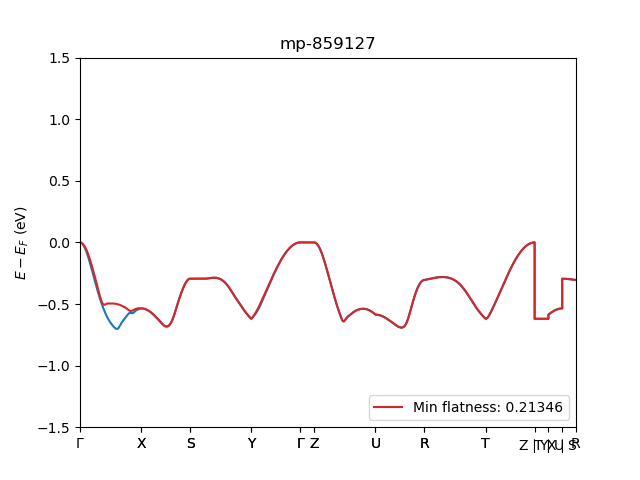 mp-859127
1.5
1.0
0.5
0.0
−0.5
−1.0
−1.5
E − E_F (eV)
Min flatness: 0.21346
Γ X S Y Γ Z U R T Z | T Y | X U | S R